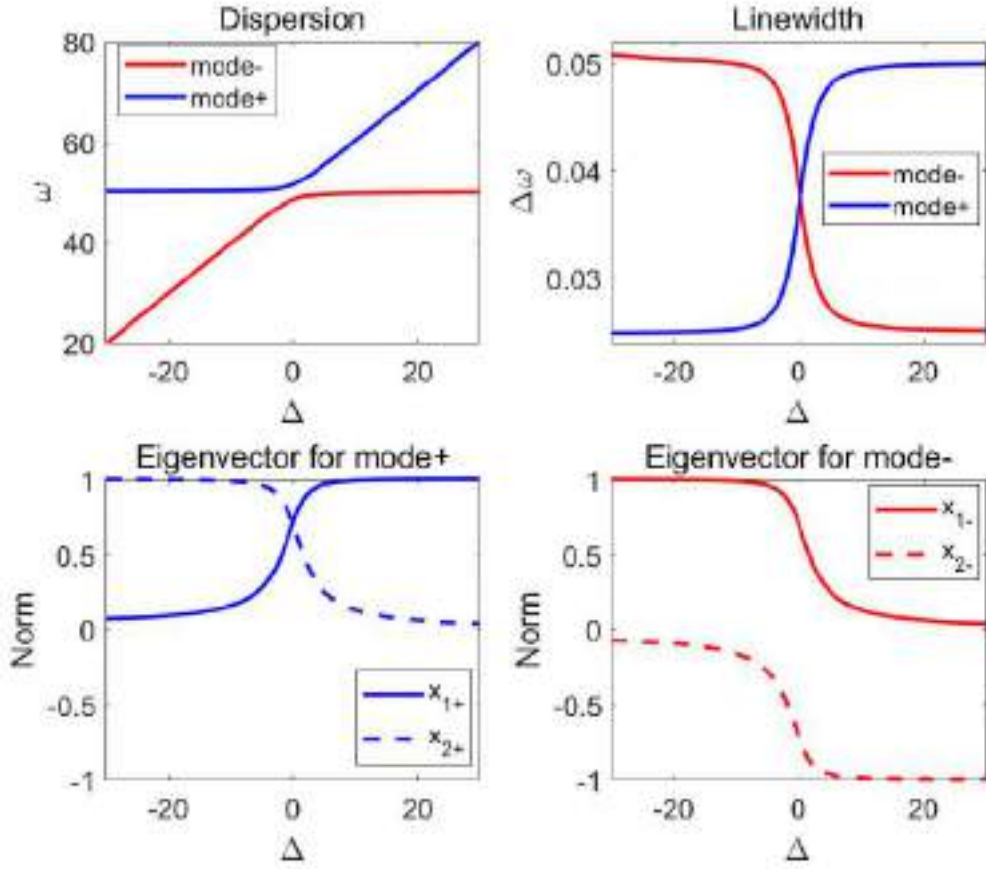 Dispersion
80
60
40
20
ω
mode-
mode+
-20 0 20
Δ
Linewidth
0.05
0.04
0.03
Δω
mode-
mode+
-20 0 20
Δ
Eigenvector for mode+
1
0.5
0
-0.5
-1
Norm
x1+
x2+
-20 0 20
Δ
Eigenvector for mode-
1
0.5
0
-0.5
-1
Norm
x1-
x2-
-20 0 20
Δ